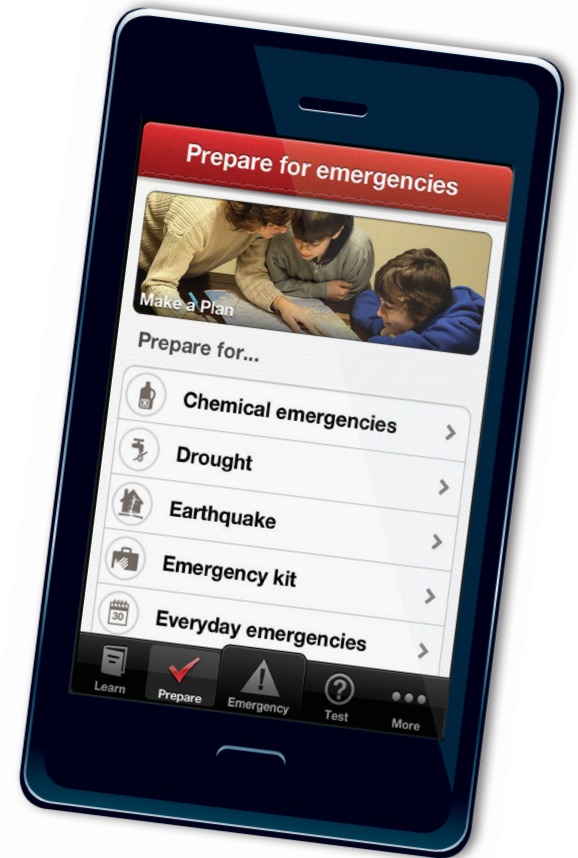 Prepare for emergencies
Make a Plan
Prepare for...
Chemical emergencies
Drought
Earthquake
Emergency kit
30
Everyday emergencies
Learn
Prepare
Emergency
Test
More